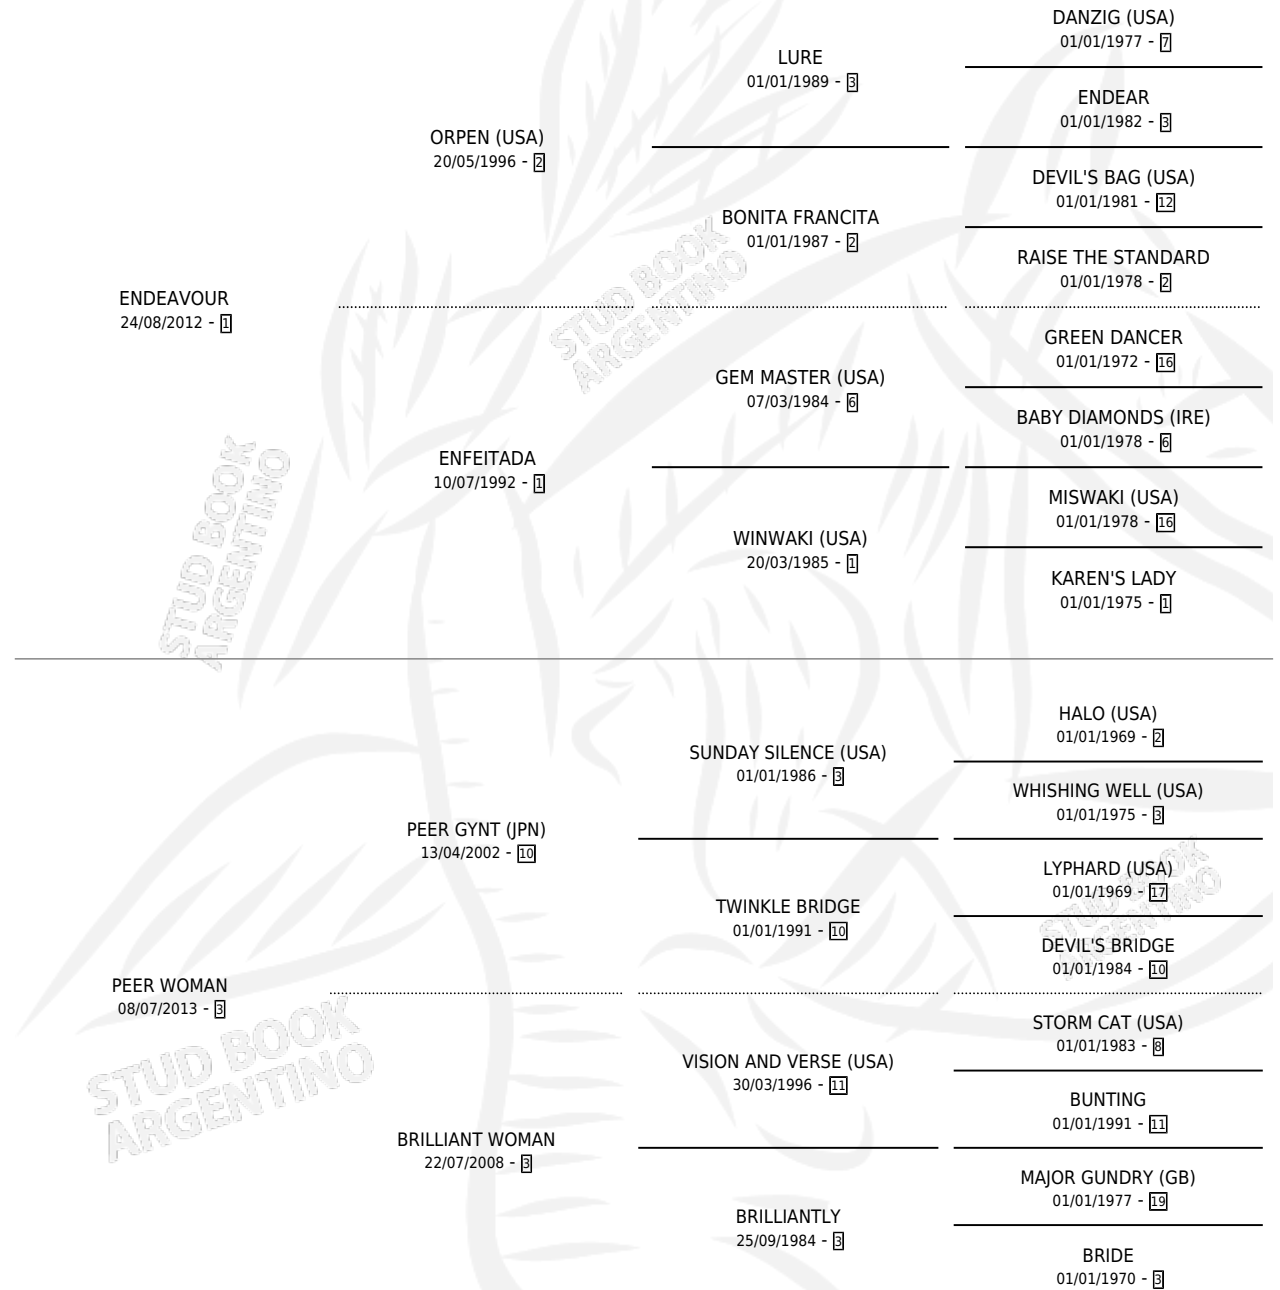 DANZIG (USA)
01/01/1977 - 7
LURE
01/01/1989 - 3
ENDEAR
01/01/1982 - 3
ORPEN (USA)
20/05/1996 - 2
DEVIL'S BAG (USA)
01/01/1981 - 12
BONITA FRANCITA
01/01/1987 - 2
RAISE THE STANDARD
01/01/1978 - 2
ENDEAVOUR
24/08/2012 - 1
GREEN DANCER
01/01/1972 - 16
GEM MASTER (USA)
07/03/1984 - 6
BABY DIAMONDS (IRE)
01/01/1978 - 6
ENFEITADA
10/07/1992 - 1
MISWAKI (USA)
01/01/1978 - 16
WINWAKI (USA)
20/03/1985 - 1
KAREN'S LADY
01/01/1975 - 1
HALO (USA)
01/01/1969 - 2
SUNDAY SILENCE (USA)
01/01/1986 - 3
WHISHING WELL (USA)
01/01/1975 - 3
PEER GYNT (JPN)
13/04/2002 - 10
LYPHARD (USA)
01/01/1969 - 17
TWINKLE BRIDGE
01/01/1991 - 10
DEVIL'S BRIDGE
01/01/1984 - 10
PEER WOMAN
08/07/2013 - 3
STORM CAT (USA)
01/01/1983 - 8
VISION AND VERSE (USA)
30/03/1996 - 11
BUNTING
01/01/1991 - 11
BRILLIANT WOMAN
22/07/2008 - 3
MAJOR GUNDRY (GB)
01/01/1977 - 19
BRILLIANTLY
25/09/1984 - 3
BRIDE
01/01/1970 - 3
STUD BOOK
ARGENTINO
STUD BOOK
ARGENTINO
STUD BOOK
ARGENTINO
STUD BOOK
ARGENTINO